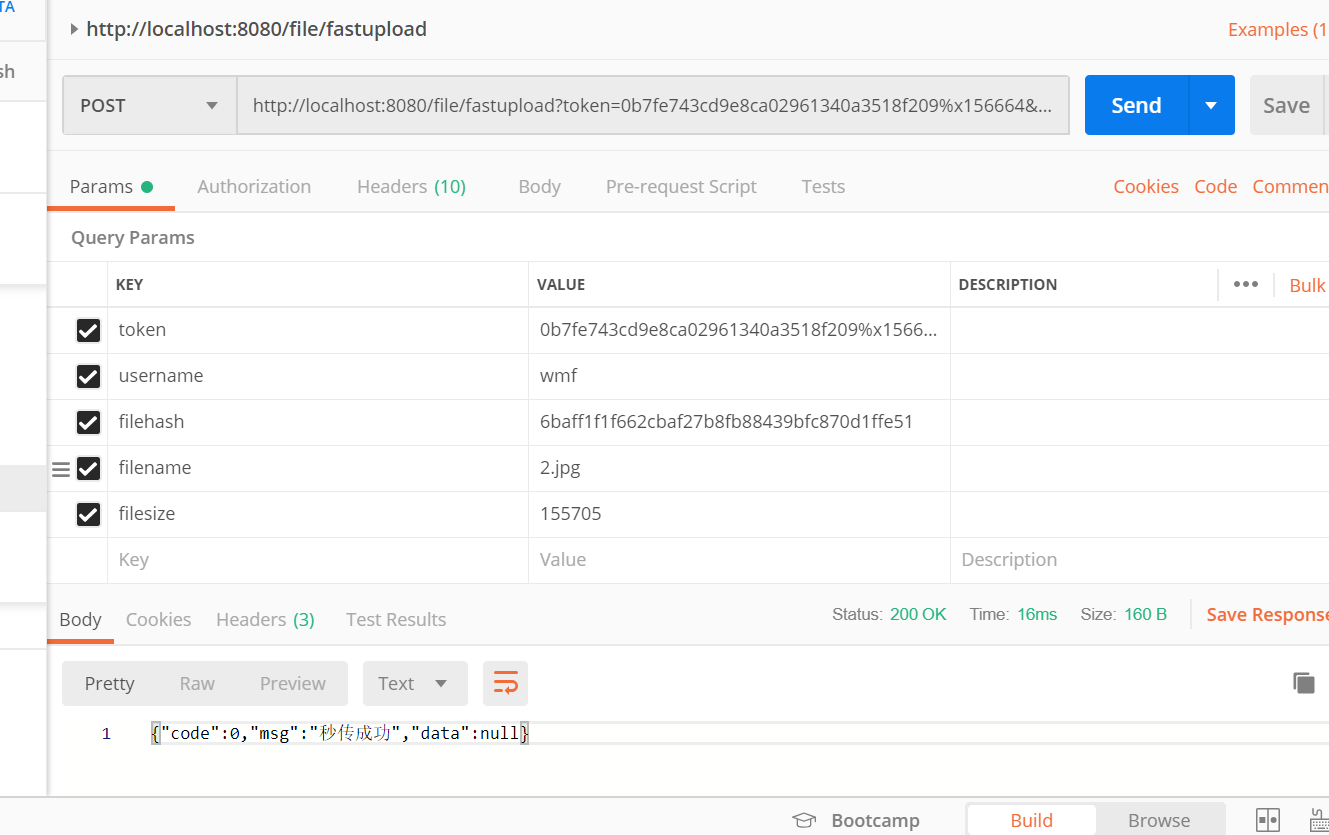 TA
http://localhost:8080/file/fastupload
Examples (1
sh
POST
http://localhost:8080/file/fastupload?token=0b7fe743cd9e8ca02961340a3518f209%x156664&...
Send
Save
Params
Authorization
Headers (10)
Body
Pre-request Script
Tests
Cookies
Code
Commen
Query Params
KEY VALUE DESCRIPTION
Bulk
token 0b7fe743cd9e8ca02961340a3518f209%x1566...
username wmf
filehash 6baff1f1f662cbaf27b8fb88439bfc870d1ffe51
filename 2.jpg
filesize 155705
Key Value Description
Body
Cookies
Headers (3)
Test Results
Status: 200 OK
Time: 16ms
Size: 160 B
Save Response
Pretty
Raw
Preview
Text
1 {"code":0,"msg":"秒传成功","data":null}
Bootcamp
Build
Browse